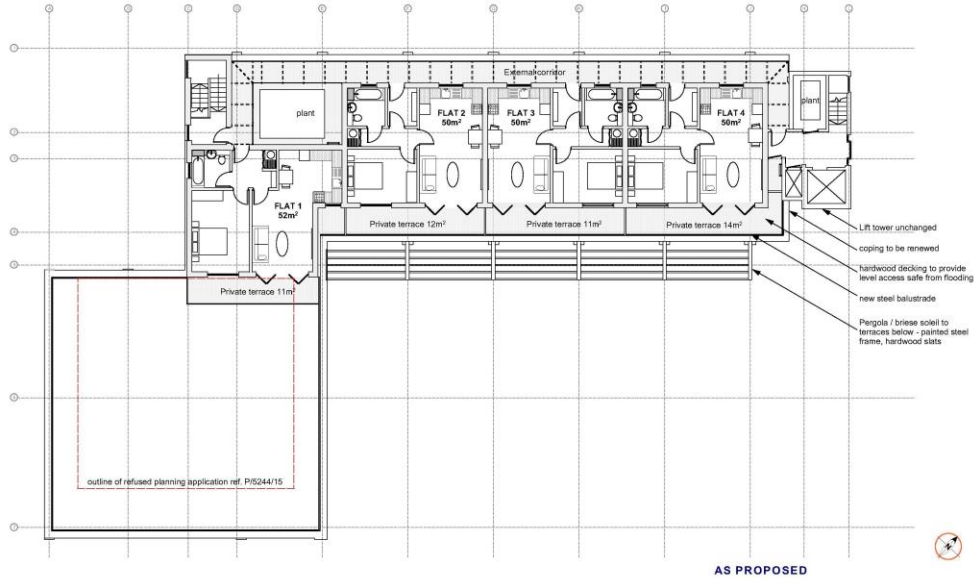 External corridor
plant
FLAT 2
50m²
FLAT 3
50m²
FLAT 4
50m²
plant
FLAT 1
52m²
Private terrace 12m²
Private terrace 11m²
Private terrace 14m²
Lift tower unchanged
coping to be renewed
hardwood decking to provide
level access safe from flooding
new steel balustrade
Pergola / briese soleil to
terraces below - painted steel
frame, hardwood slats
Private terrace 11m²
outline of refused planning application ref. P/5244/15
N
AS PROPOSED